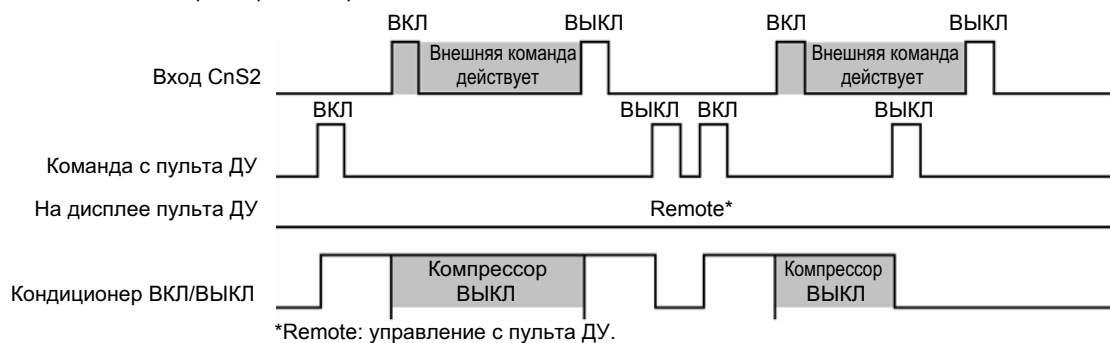 ВКЛ ВЫКЛ ВКЛ ВЫКЛ
Вход CnS2
Внешняя команда
действует
Внешняя команда
действует
ВКЛ ВЫКЛ ВКЛ ВЫКЛ
Команда с пульта ДУ
На дисплее пульта ДУ Remote*
Кондиционер ВКЛ/ВЫКЛ
Компрессор
ВЫКЛ
Компрессор
ВЫКЛ
*Remote: управление с пульта ДУ.